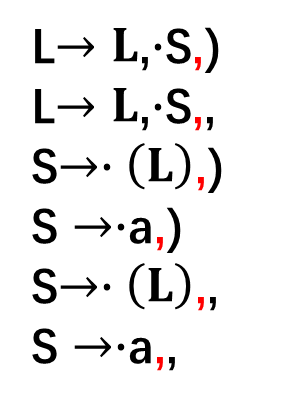 L→ L,·S,)
L→ L,·S,,
S→· (L),)
S →·a,)
S→· (L),,
S →·a,,